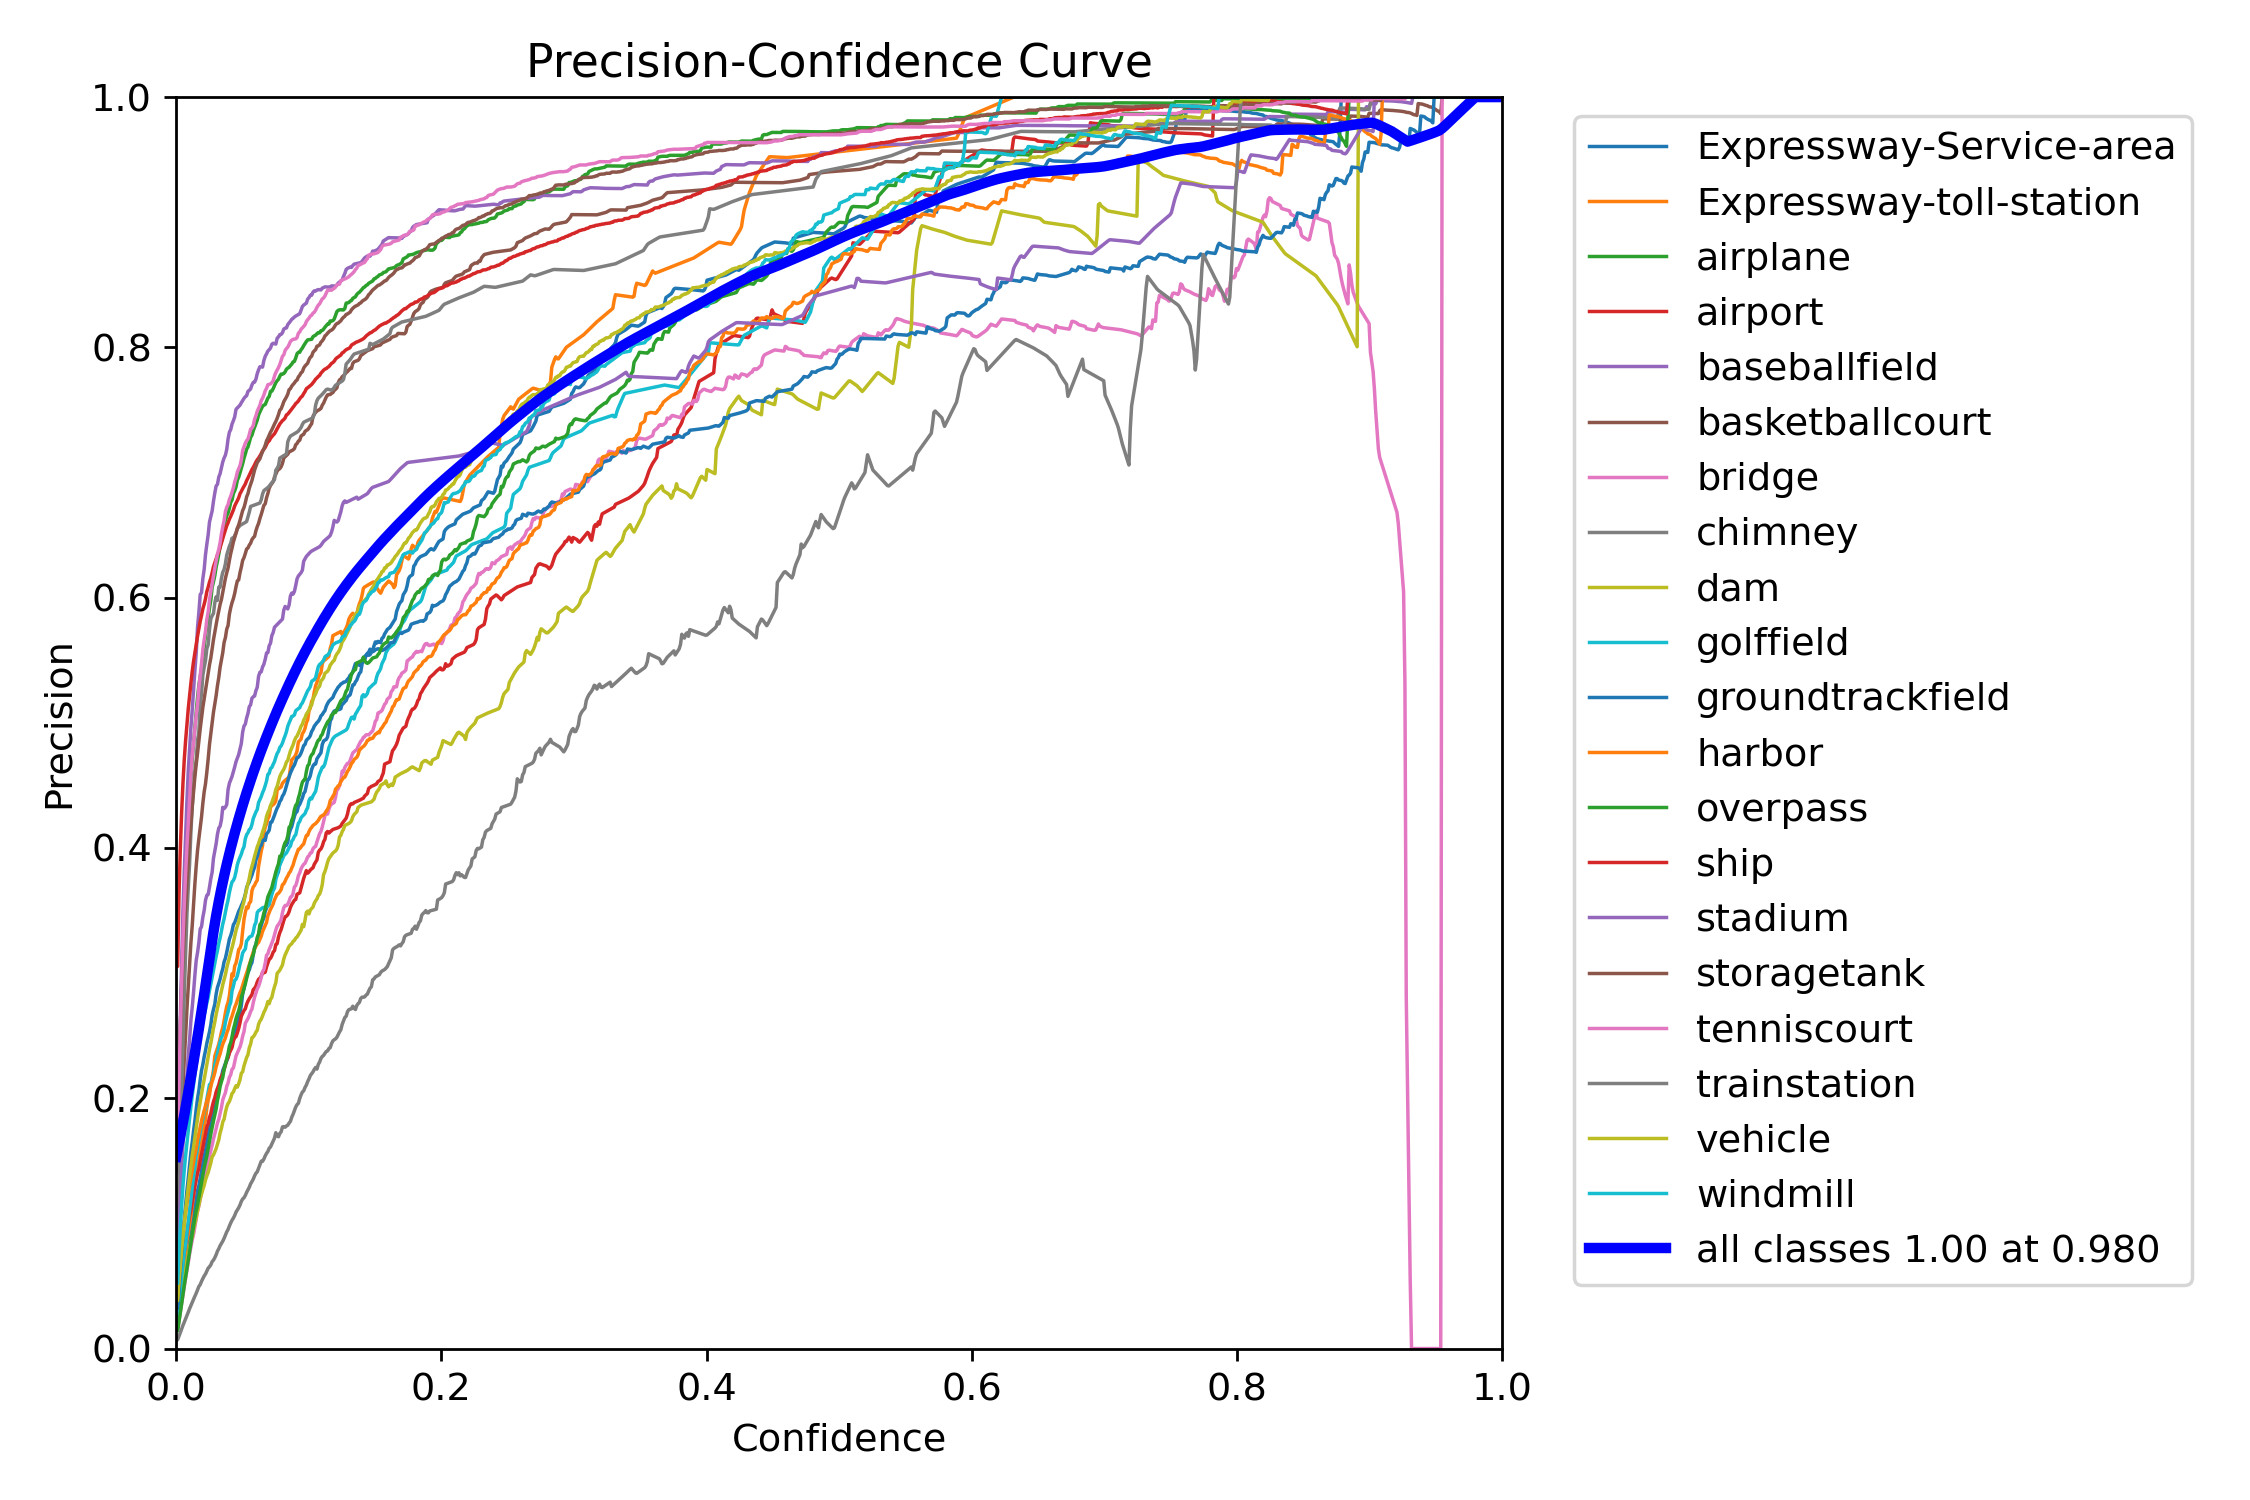 Precision-Confidence Curve
1.0
0.8
0.6
0.4
0.2
0.0
Precision
0.0 0.2 0.4 0.6 0.8 1.0
Confidence
Expressway-Service-area
Expressway-toll-station
airplane
airport
baseballfield
basketballcourt
bridge
chimney
dam
golffield
groundtrackfield
harbor
overpass
ship
stadium
storagetank
tenniscourt
trainstation
vehicle
windmill
all classes 1.00 at 0.980